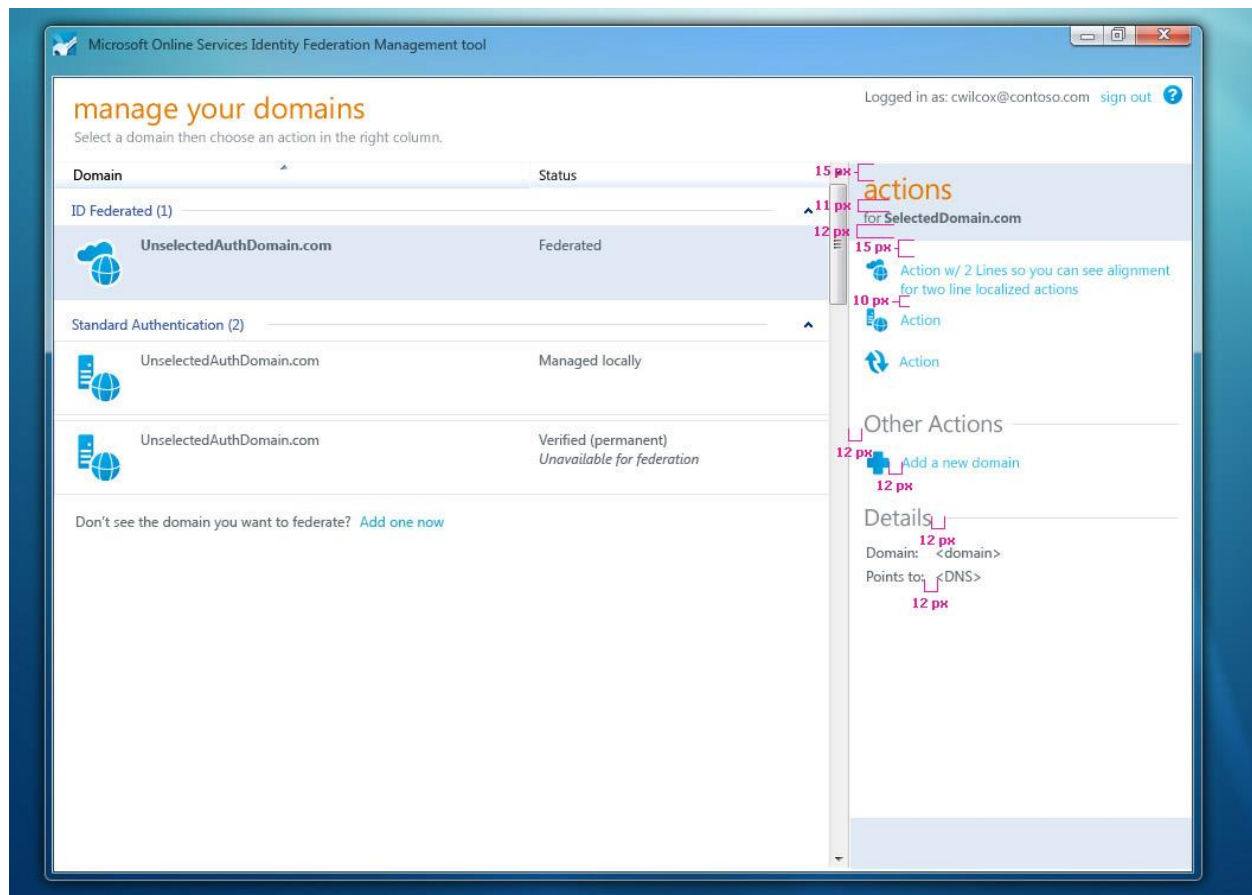 Microsoft Online Services Identity Federation Management tool
manage your domains
Select a domain then choose an action in the right column.
Logged in as: cwilcox@contoso.com sign out ?
Domain Status
ID Federated (1)
UnselectedAuthDomain.com Federated
Standard Authentication (2)
UnselectedAuthDomain.com Managed locally
UnselectedAuthDomain.com Verified (permanent)
Unavailable for federation
Don't see the domain you want to federate? Add one now
15 px
actions
11 px
for SelectedDomain.com
12 px
15 px
Action w/ 2 Lines so you can see alignment
for two line localized actions
10 px
Action
Action
Other Actions
12 px
Add a new domain
12 px
Details
12 px
Domain: <domain>
Points to: <DNS>
12 px